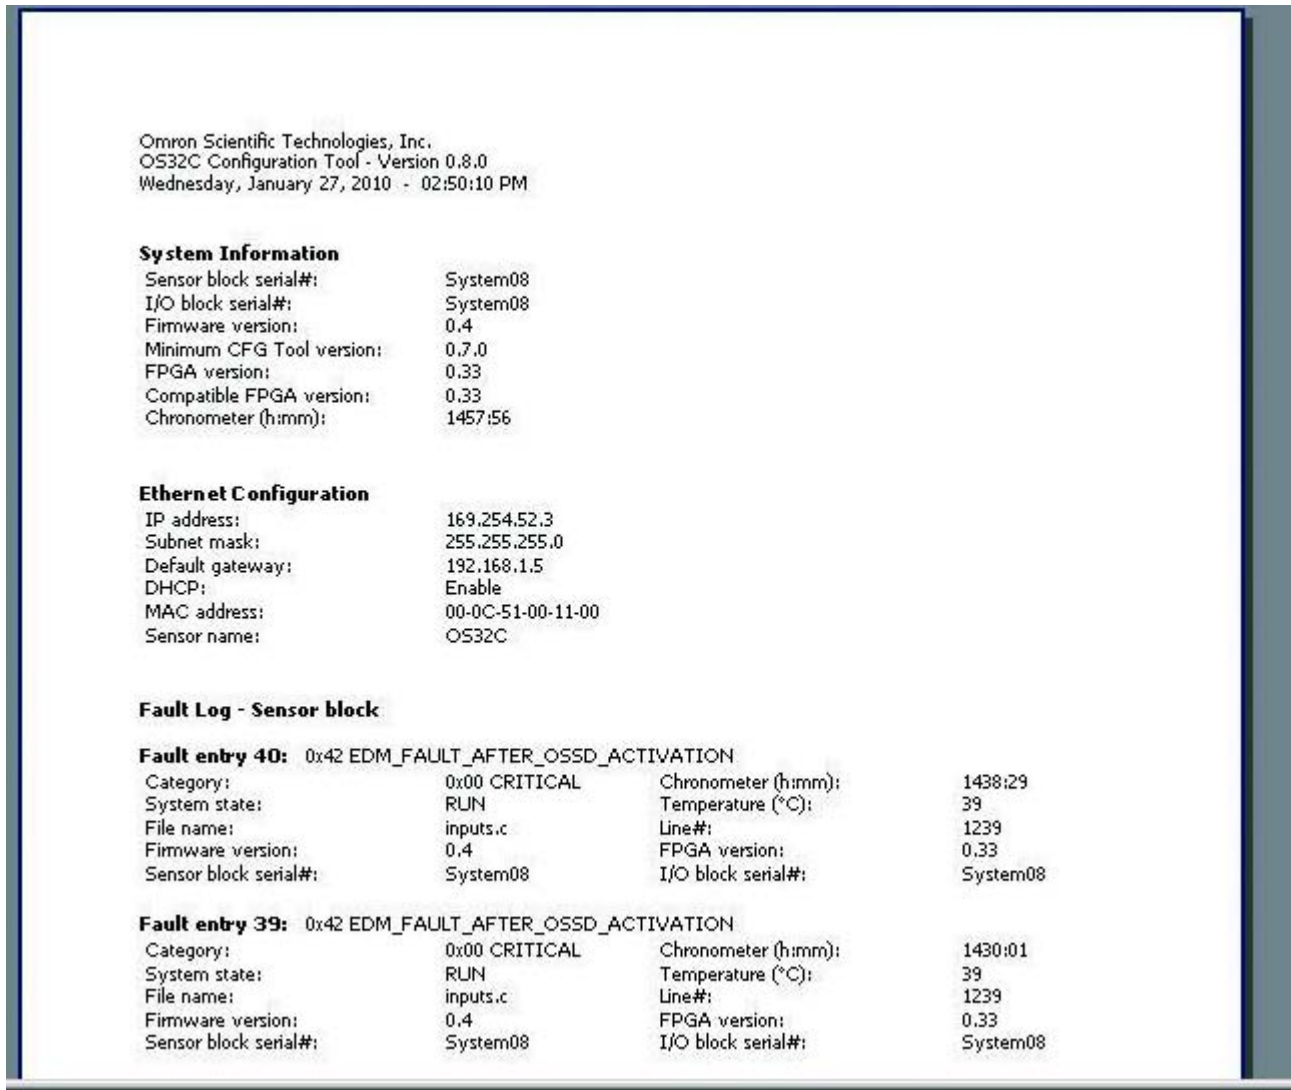 Omron Scientific Technologies, Inc.
OS32C Configuration Tool - Version 0.8.0
Wednesday, January 27, 2010 - 02:50:10 PM
System Information
Sensor block serial#: System08
I/O block serial#: System08
Firmware version: 0.4
Minimum CFG Tool version: 0.7.0
FPGA version: 0.33
Compatible FPGA version: 0.33
Chronometer (h:mm): 1457:56
Ethernet Configuration
IP address: 169.254.52.3
Subnet mask: 255.255.255.0
Default gateway: 192.168.1.5
DHCP: Enable
MAC address: 00-0C-51-00-11-00
Sensor name: OS32C
Fault Log - Sensor block
Fault entry 40: 0x42 EDM_FAULT_AFTER_OSSD_ACTIVATION
Category: 0x00 CRITICAL Chronometer (h:mm): 1438:29
System state: RUN Temperature (°C): 39
File name: inputs.c Line#: 1239
Firmware version: 0.4 FPGA version: 0.33
Sensor block serial#: System08 I/O block serial#: System08
Fault entry 39: 0x42 EDM_FAULT_AFTER_OSSD_ACTIVATION
Category: 0x00 CRITICAL Chronometer (h:mm): 1430:01
System state: RUN Temperature (°C): 39
File name: inputs.c Line#: 1239
Firmware version: 0.4 FPGA version: 0.33
Sensor block serial#: System08 I/O block serial#: System08